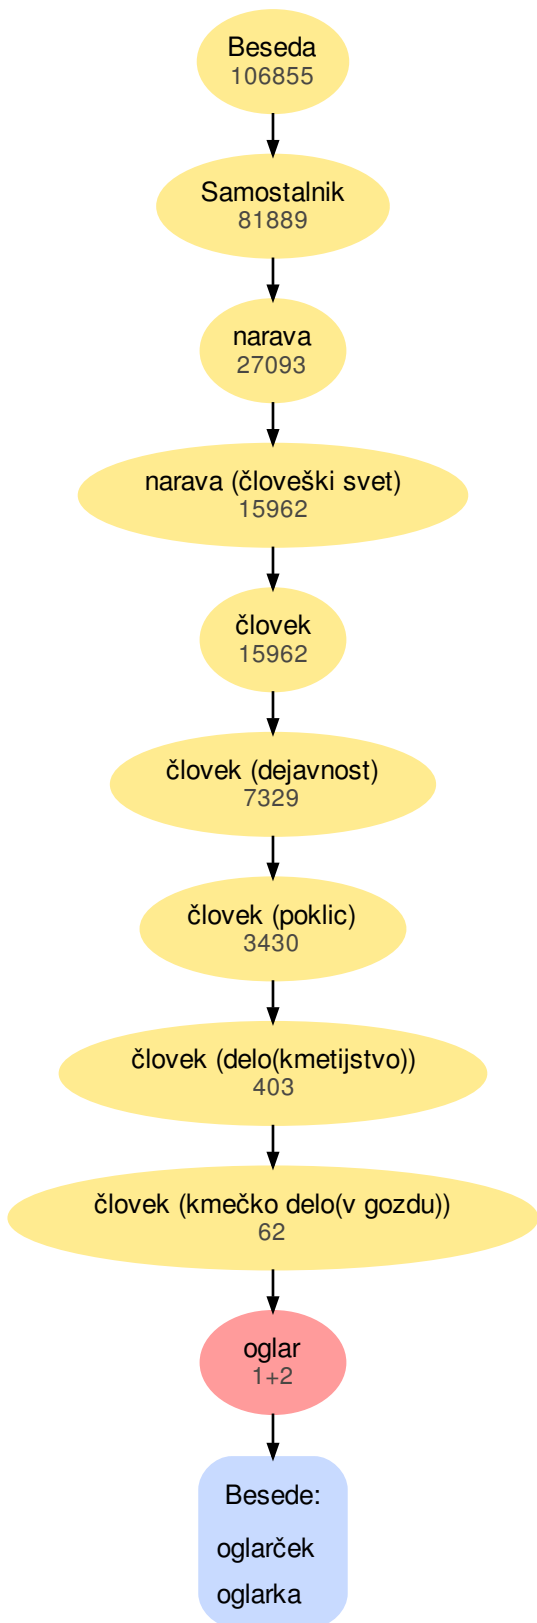 Beseda
106855
Samostalnik
81889
narava
27093
narava (človeški svet)
15962
človek
15962
človek (dejavnost)
7329
človek (poklic)
3430
človek (delo(kmetijstvo))
403
človek (kmečko delo(v gozdu))
62
oglar
1+2
Besede:
oglarček
oglarka